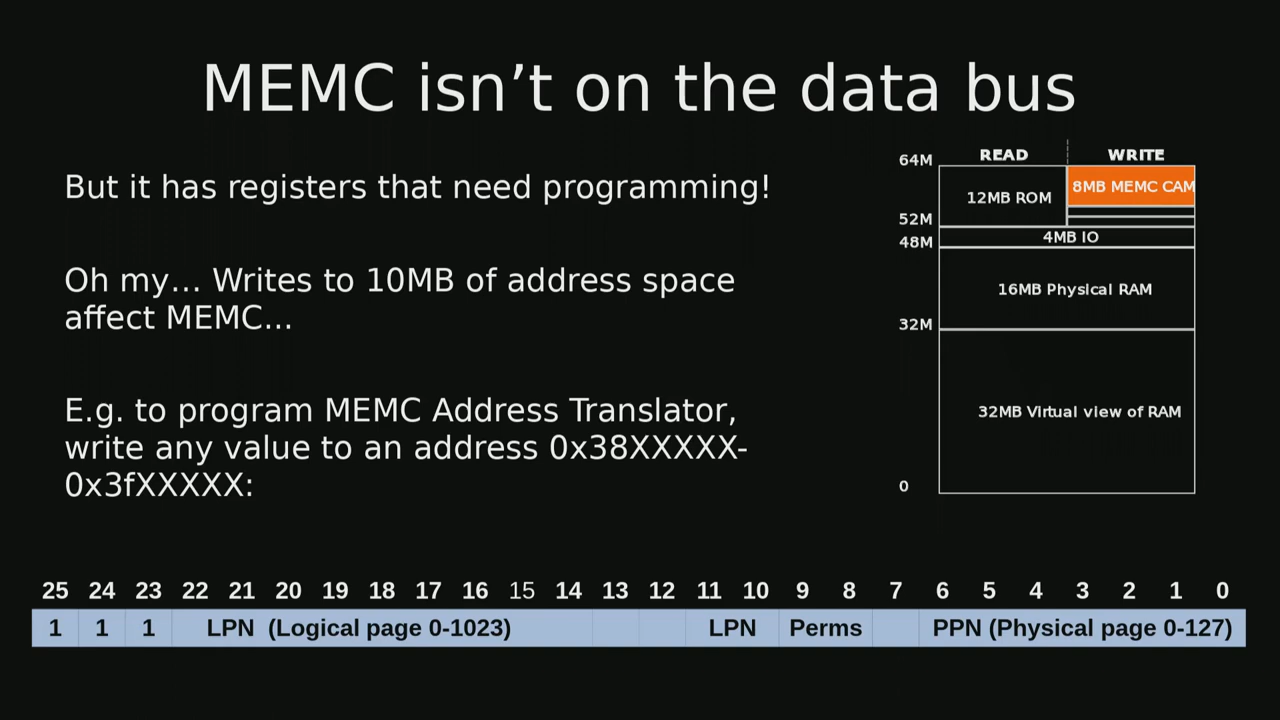 MEMC isn’t on the data bus
But it has registers that need programming!
Oh my… Writes to 10MB of address space
affect MEMC…
E.g. to program MEMC Address Translator,
write any value to an address 0x38XXXXX-
0x3fXXXXX:
READ WRITE
64M
8MB MEMC CAM
12MB ROM
52M
4MB IO
48M
16MB Physical RAM
32M
32MB Virtual view of RAM
0
25 24 23 22 21 20 19 18 17 16 15 14 13 12 11 10 9 8 7 6 5 4 3 2 1 0
1 1 1 LPN (Logical page 0-1023) LPN Perms PPN (Physical page 0-127)